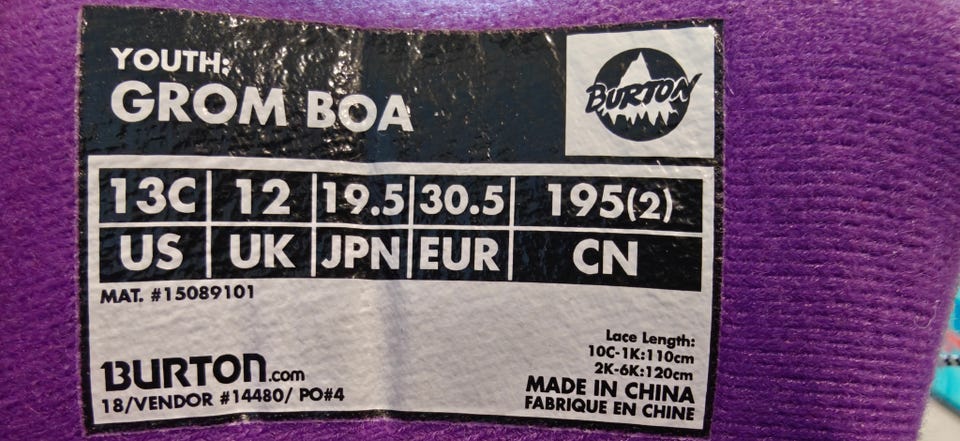 YOUTH:
GROM BOA
BURTON
13C 12 19.5 30.5 195(2)
US UK JPN EUR CN
MAT. #15089101
Lace Length:
10C-1K:110cm
2K-6K:120cm
BURTON.com
18/VENDOR #14480/ PO#4
MADE IN CHINA
FABRIQUE EN CHINE